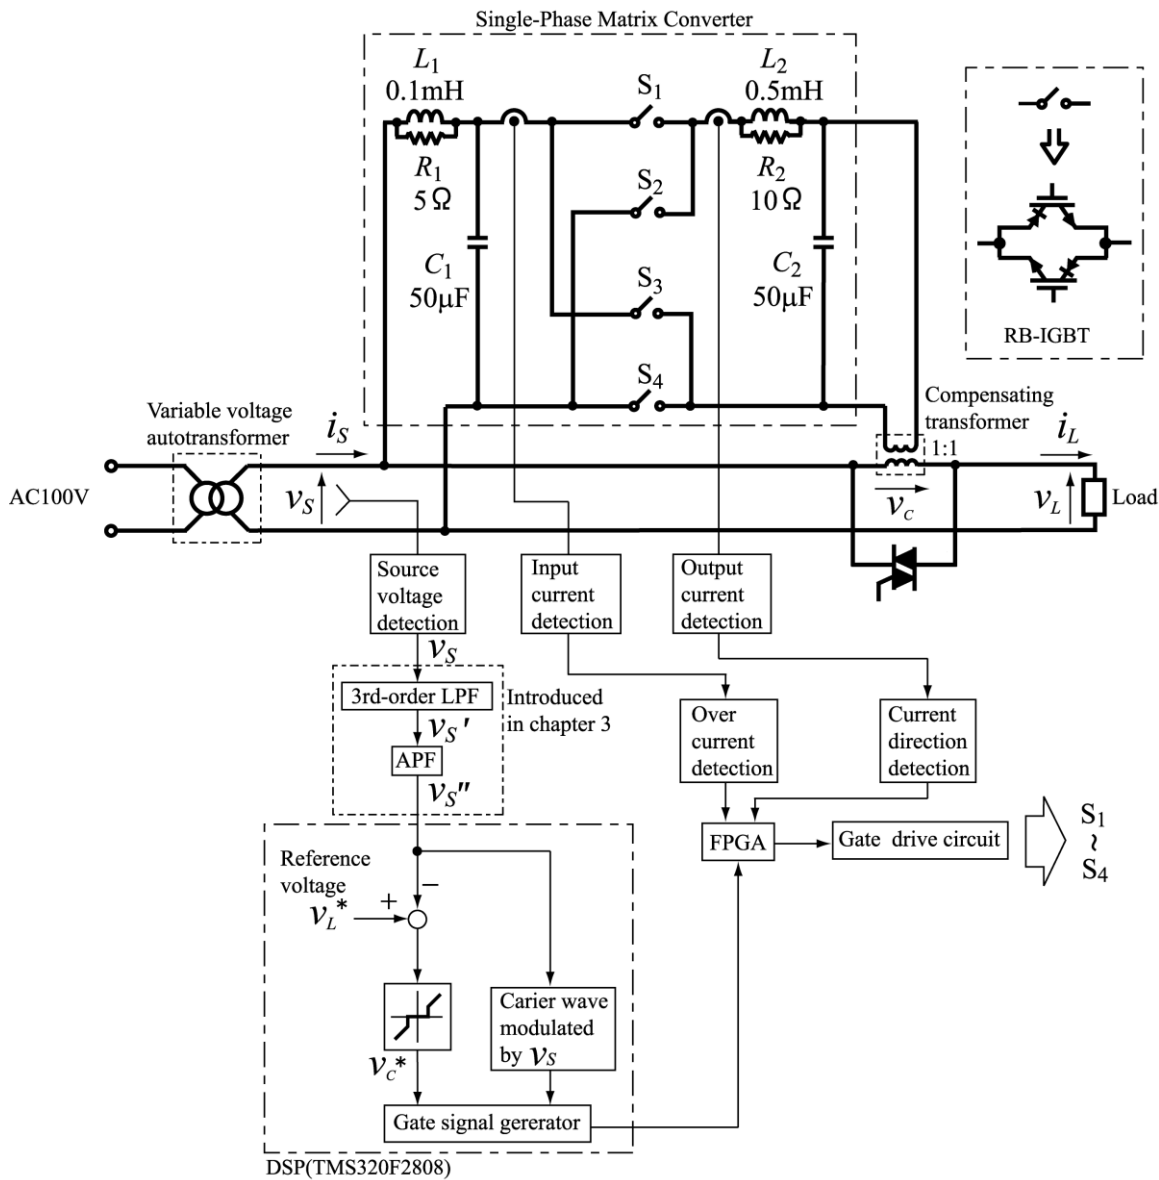 Single-Phase Matrix Converter
L1
0.1mH
R1
5Ω
C1
50μF
S1
S2
S3
S4
L2
0.5mH
R2
10Ω
C2
50μF
RB-IGBT
Variable voltage
autotransformer
iS
Compensating
transformer
1:1
iL
AC100V
vS
vC
vL
Load
Source
voltage
detection
Input
current
detection
Output
current
detection
vS
3rd-order LPF
vS'
APF
vS"
Introduced
in chapter 3
Over
current
detection
Current
direction
detection
FPGA
Gate drive circuit
S1
~
S4
Reference
voltage
vL*
+
−
vC*
Carier wave
modulated
by vS
Gate signal gererator
DSP(TMS320F2808)